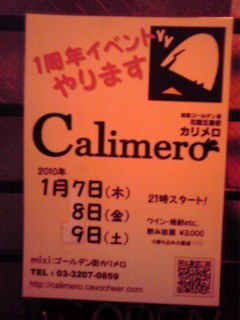 1周年イベント
やります
新宿ゴールデン街
花園五番街
カリメロ
Calimero
2010年
1月7日(木)
8日(金)
9日(土)
21時スタート!
ワイン・焼酎etc.
飲み放題 ¥3,000
mixi:ゴールデン街カリメロ
TEL : 03-3207-0859
http://calimero.cavocheer.com